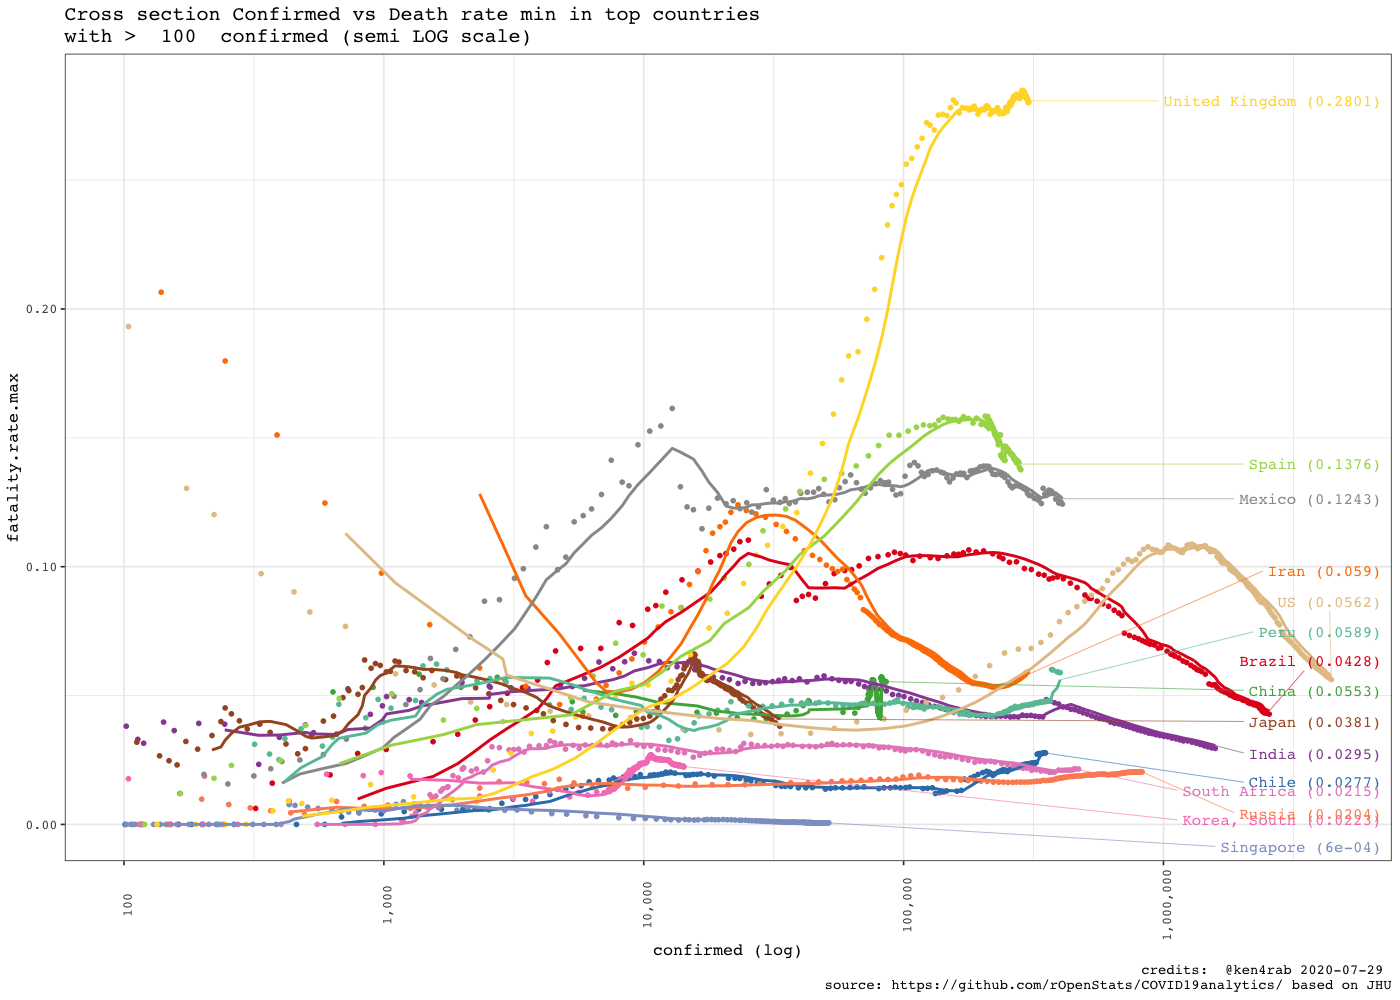 Cross section Confirmed vs Death rate min in top countries
with >  100  confirmed (semi LOG scale)
fatality.rate.max
0.20
0.10
0.00
United Kingdom (0.2801)
Spain (0.1376)
Mexico (0.1243)
Iran (0.059)
US (0.0562)
Peru (0.0589)
Brazil (0.0428)
China (0.0553)
Japan (0.0381)
India (0.0295)
Chile (0.0277)
South Africa (0.0215)
Russia (0.0204)
Korea, South (0.0223)
Singapore (6e-04)
100
1,000
10,000
100,000
1,000,000
confirmed (log)
credits:  @ken4rab 2020-07-29
source: https://github.com/rOpenStats/COVID19analytics/ based on JHU